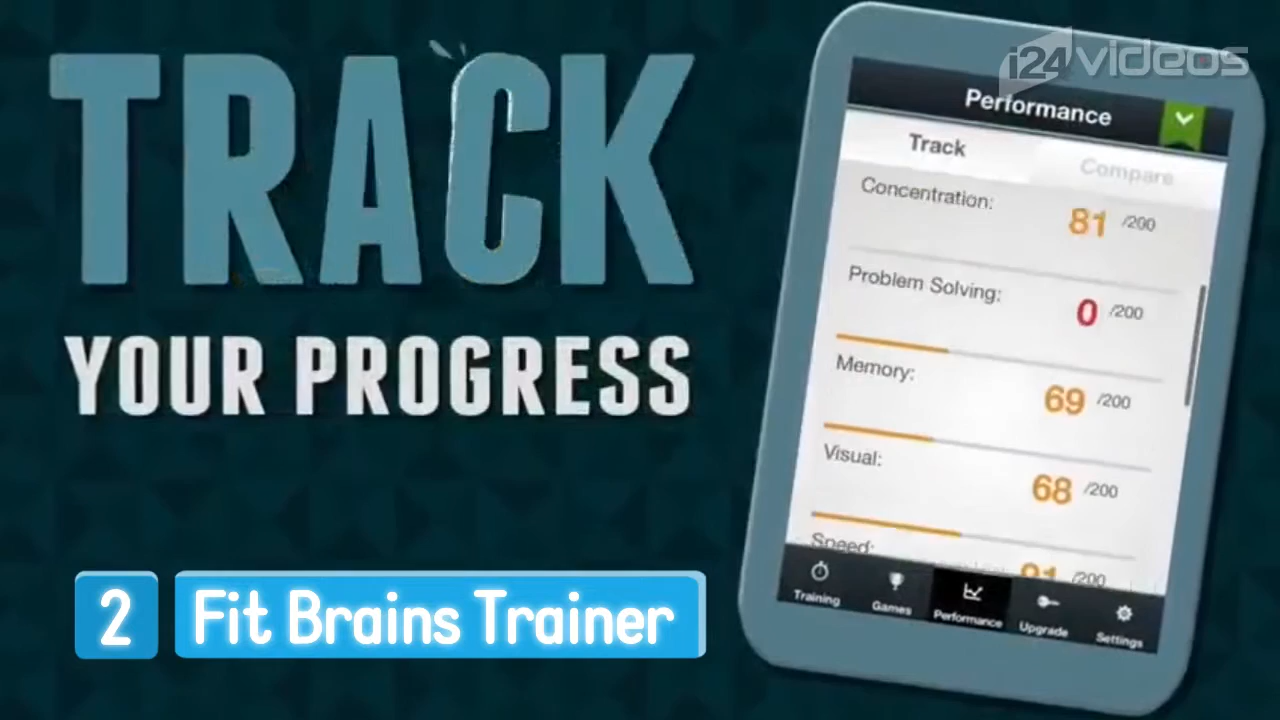 TRACK
YOUR PROGRESS
2 Fit Brains Trainer
i24videos
Performance
Track Compare
Concentration: 81 /200
Problem Solving: 0 /200
Memory: 69 /200
Visual: 68 /200
Speed: 91 /200
Training Games Performance Upgrade Settings